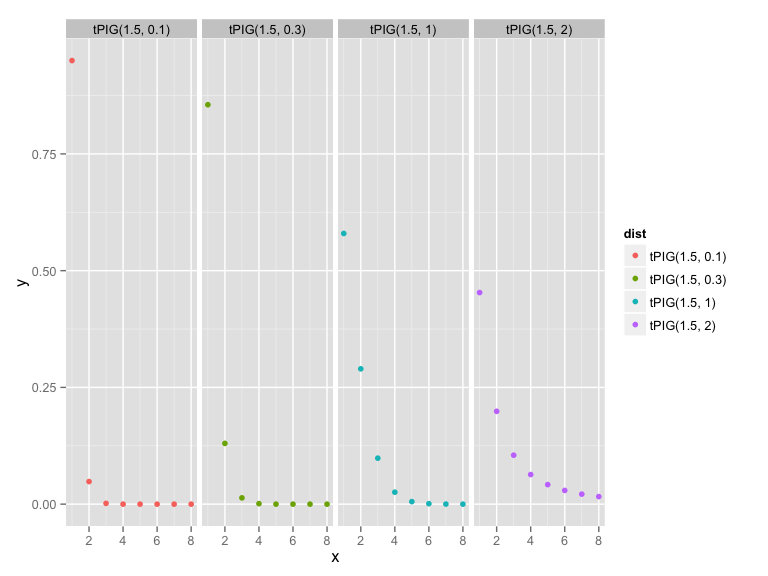 tPIG(1.5, 0.1) tPIG(1.5, 0.3) tPIG(1.5, 1) tPIG(1.5, 2)
0.75
0.50
0.25
0.00
y
2 4 6 8 2 4 6 8 2 4 6 8 2 4 6 8
x
dist
tPIG(1.5, 0.1)
tPIG(1.5, 0.3)
tPIG(1.5, 1)
tPIG(1.5, 2)